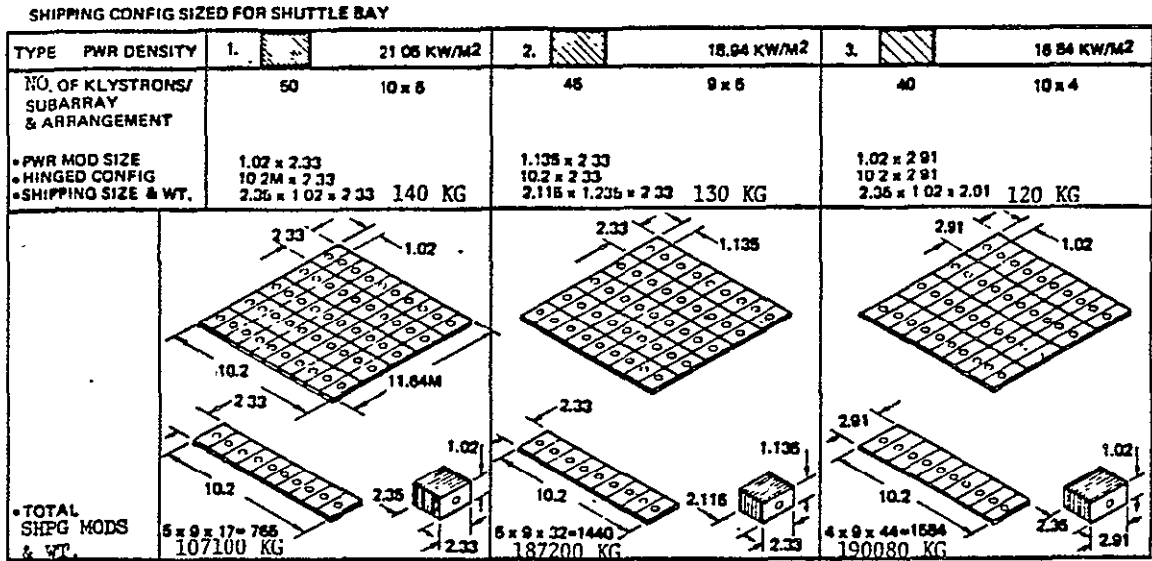 SHIPPING CONFIG SIZED FOR SHUTTLE BAY
TYPE PWR DENSITY 1. 21 05 KW/M2 2. 18.94 KW/M2 3. 16 84 KW/M2
NO. OF KLYSTRONS/ 50 10 x 5 45 9 x 5 40 10 x 4
SUBARRAY
& ARRANGEMENT
• PWR MOD SIZE 1.02 x 2.33 1.135 x 2 33 1.02 x 2 91
• HINGED CONFIG 10 2M x 2 33 10.2 x 2 33 10 2 x 2 91
• SHIPPING SIZE & WT. 2.35 x 1 02 x 2 33 140 KG 2.115 x 1.235 x 2 33 130 KG 2.35 x 1 02 x 2.01 120 KG
2.33 1.02 2.33 1.135 2.91 1.02
10.2 11.64M
2 33 2.33 2.91
1.02 1.135 1.02
10.2 2.35 10.2 2.115 10.2 2.35
• TOTAL
SHPG MODS 5 x 9 x 17= 765 2.33 5 x 9 x 32=1440 2.33 4 x 9 x 44=1584 2.91
& WT. 107100 KG 187200 KG 190080 KG